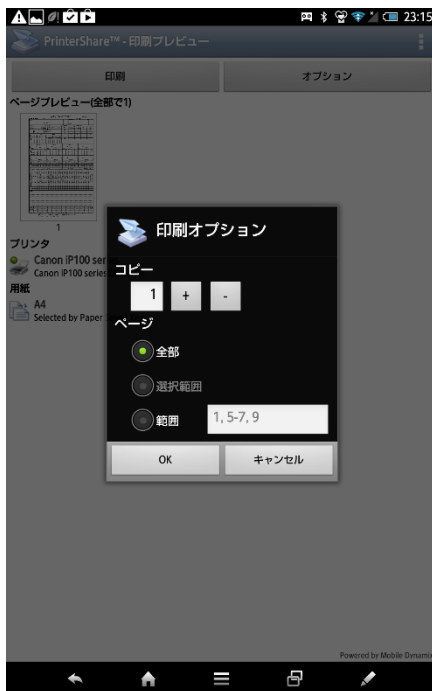 23:15
PrinterShare™ - 印刷プレビュー
印刷
オプション
ページプレビュー(全部で1)
1
プリンタ
Canon iP100 ser
Canon iP100 series
用紙
A4
Selected by Paper
印刷オプション
コピー
1 + -
ページ
全部
選択範囲
範囲 1, 5-7, 9
OK キャンセル
Powered by Mobile Dynamix